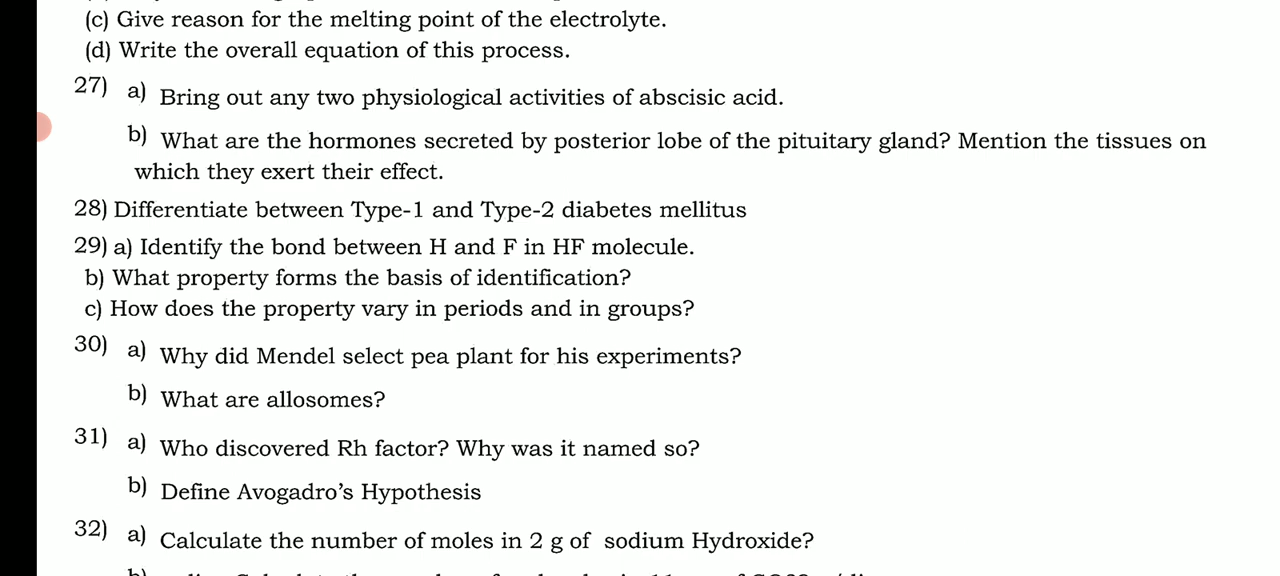 (c) Give reason for the melting point of the electrolyte.
(d) Write the overall equation of this process.
27) a) Bring out any two physiological activities of abscisic acid.
b) What are the hormones secreted by posterior lobe of the pituitary gland? Mention the tissues on
which they exert their effect.
28) Differentiate between Type-1 and Type-2 diabetes mellitus
29) a) Identify the bond between H and F in HF molecule.
b) What property forms the basis of identification?
c) How does the property vary in periods and in groups?
30) a) Why did Mendel select pea plant for his experiments?
b) What are allosomes?
31) a) Who discovered Rh factor? Why was it named so?
b) Define Avogadro's Hypothesis
32) a) Calculate the number of moles in 2 g of sodium Hydroxide?